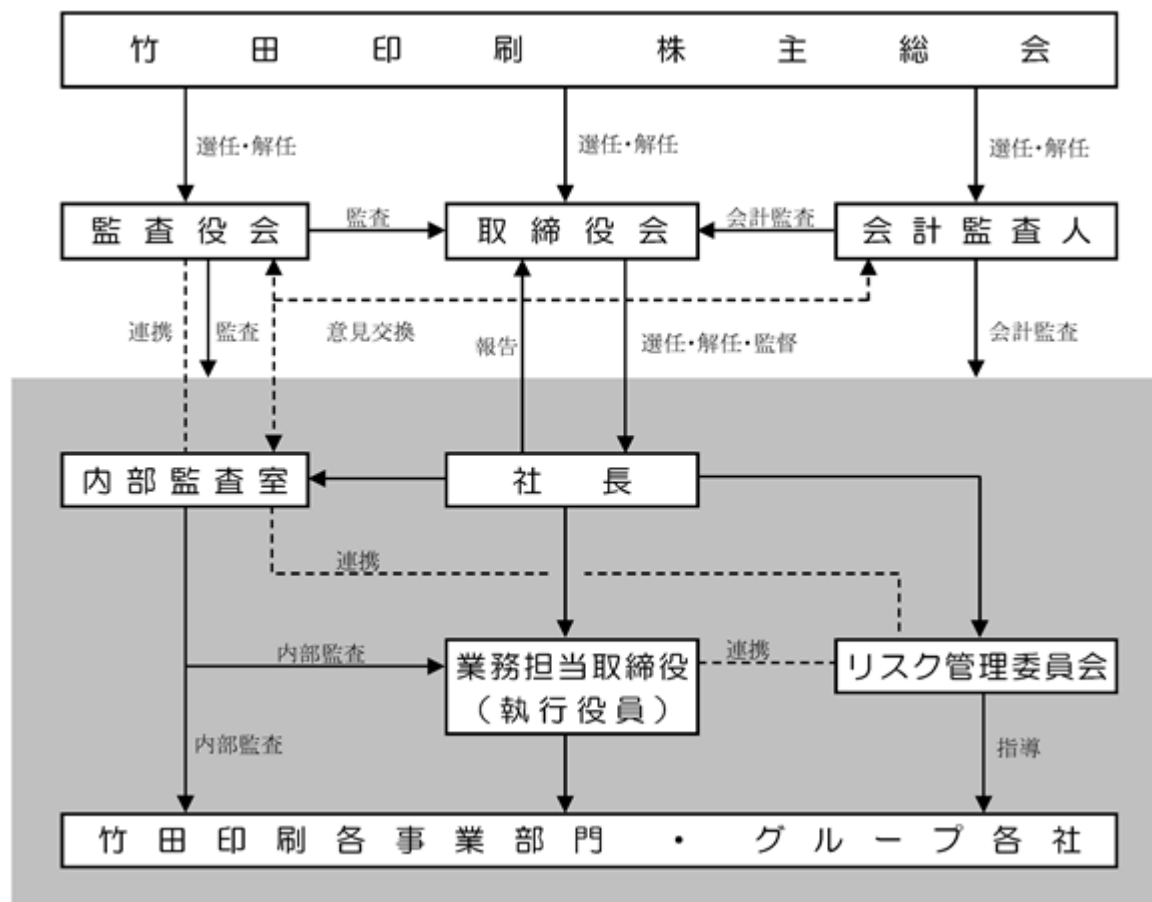 竹田印刷 株主総会
選任・解任
選任・解任
選任・解任
監査役会
監査
取締役会
会計監査
会計監査人
連携
監査
意見交換
報告
選任・解任・監督
会計監査
内部監査室
社長
連携
内部監査
業務担当取締役
（執行役員）
連携
リスク管理委員会
内部監査
指導
竹田印刷各事業部門・グループ各社